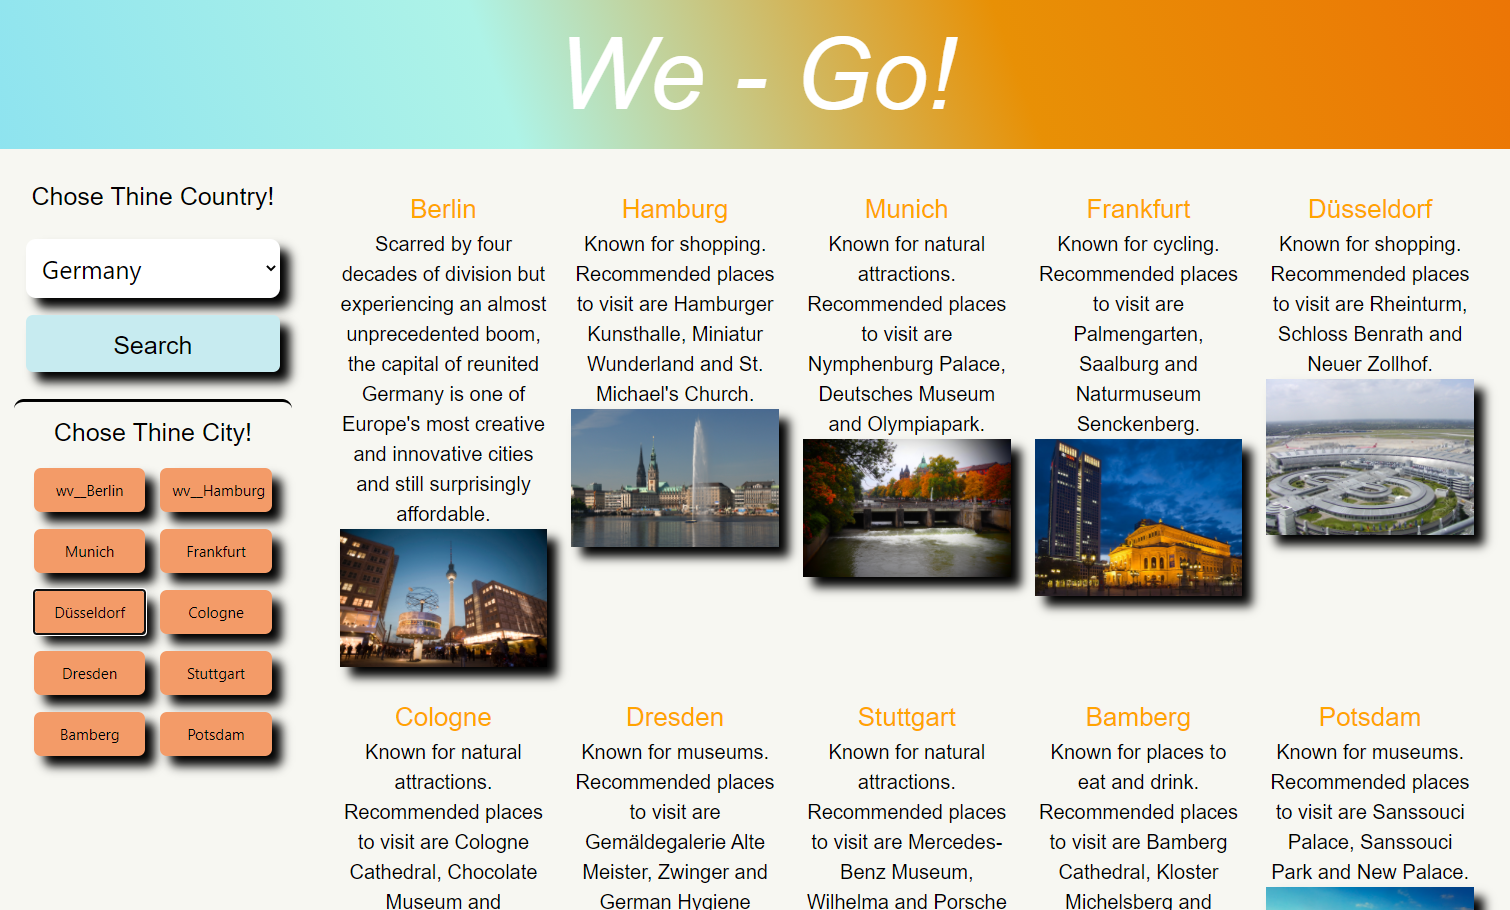 We - Go!
Chose Thine Country!
Germany
Search
Chose Thine City!
wv__Berlin
wv__Hamburg
Munich
Frankfurt
Düsseldorf
Cologne
Dresden
Stuttgart
Bamberg
Potsdam
Berlin
Scarred by four
decades of division but
experiencing an almost
unprecedented boom,
the capital of reunited
Germany is one of
Europe's most creative
and innovative cities
and still surprisingly
affordable.
Hamburg
Known for shopping.
Recommended places
to visit are Hamburger
Kunsthalle, Miniatur
Wunderland and St.
Michael's Church.
Munich
Known for natural
attractions.
Recommended places
to visit are
Nymphenburg Palace,
Deutsches Museum
and Olympiapark.
Frankfurt
Known for cycling.
Recommended places
to visit are
Palmengarten,
Saalburg and
Naturmuseum
Senckenberg.
Düsseldorf
Known for shopping.
Recommended places
to visit are Rheinturm,
Schloss Benrath and
Neuer Zollhof.
Cologne
Known for natural
attractions.
Recommended places
to visit are Cologne
Cathedral, Chocolate
Museum and
Dresden
Known for museums.
Recommended places
to visit are
Gemäldegalerie Alte
Meister, Zwinger and
German Hygiene
Stuttgart
Known for natural
attractions.
Recommended places
to visit are Mercedes-
Benz Museum,
Wilhelma and Porsche
Bamberg
Known for places to
eat and drink.
Recommended places
to visit are Bamberg
Cathedral, Kloster
Michelsberg and
Potsdam
Known for museums.
Recommended places
to visit are Sanssouci
Palace, Sanssouci
Park and New Palace.